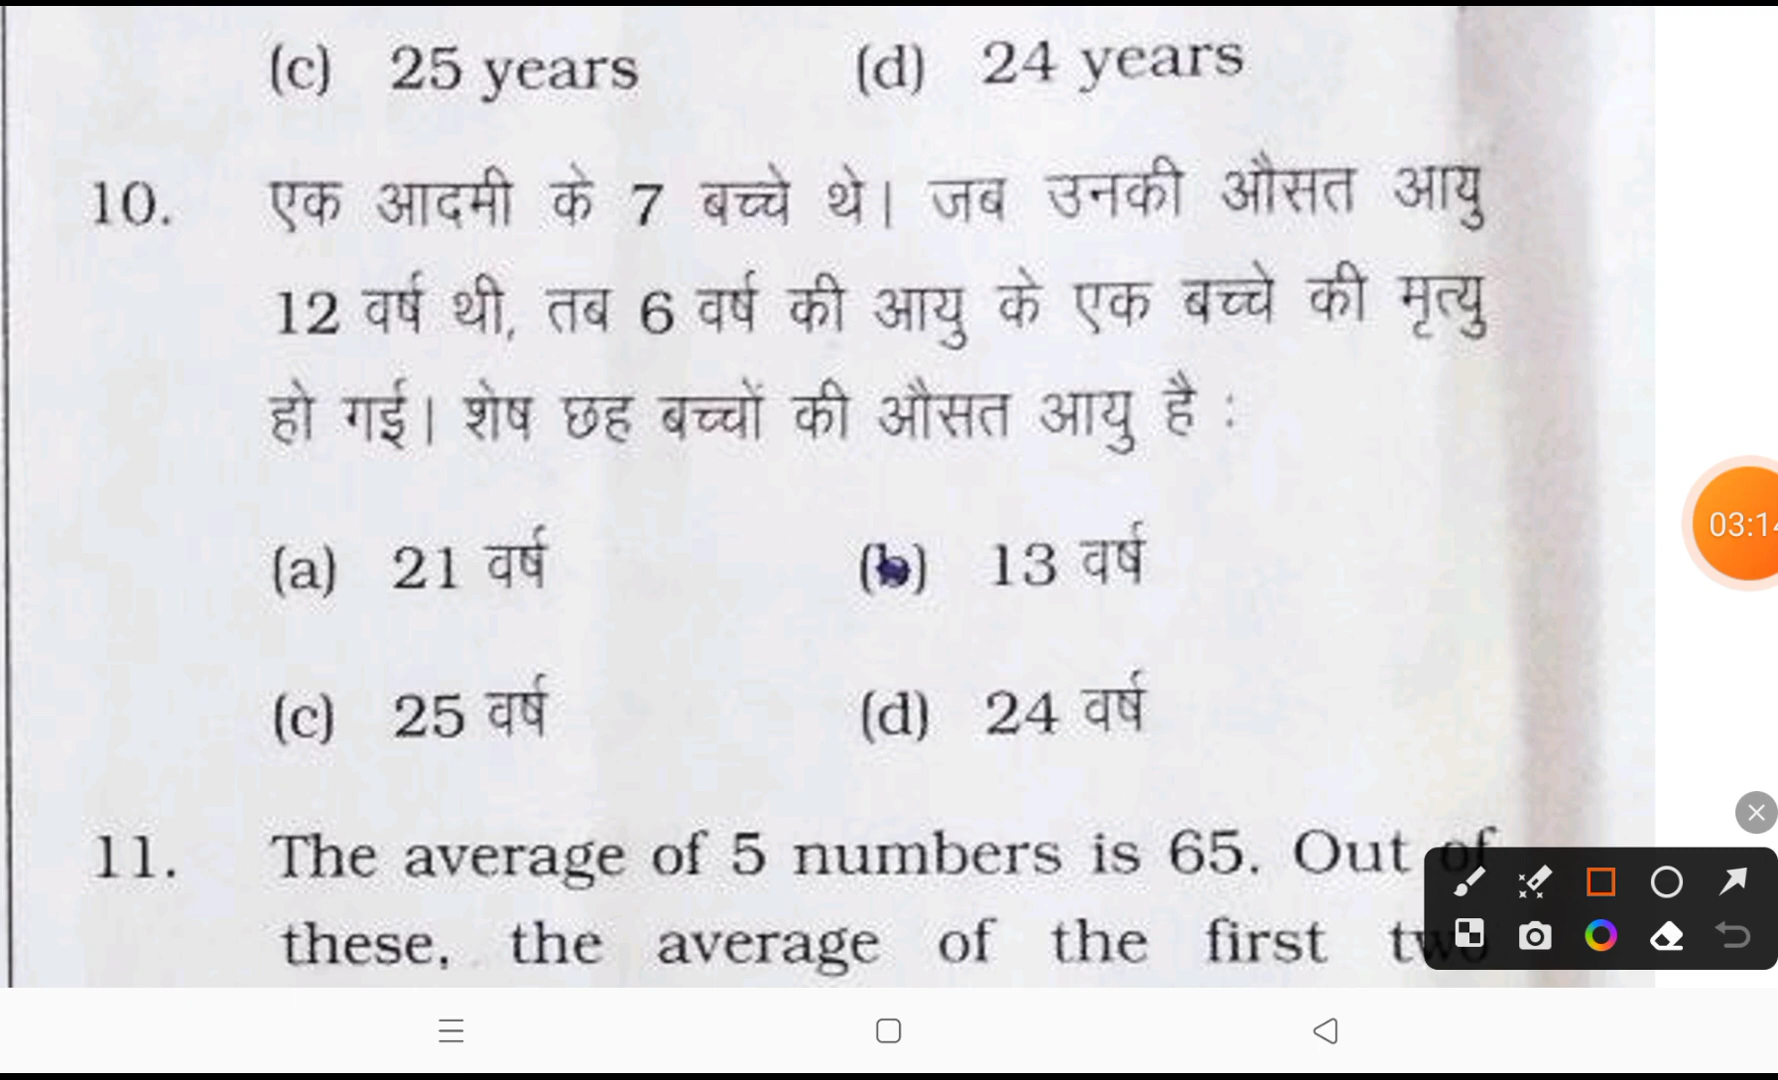 (c) 25 years (d) 24 years
10. एक आदमी के 7 बच्चे थे। जब उनकी औसत आयु
12 वर्ष थी, तब 6 वर्ष की आयु के एक बच्चे की मृत्यु
हो गई। शेष छह बच्चों की औसत आयु है :
(a) 21 वर्ष (b) 13 वर्ष
(c) 25 वर्ष (d) 24 वर्ष
11. The average of 5 numbers is 65. Out of
these, the average of the first two
03:14